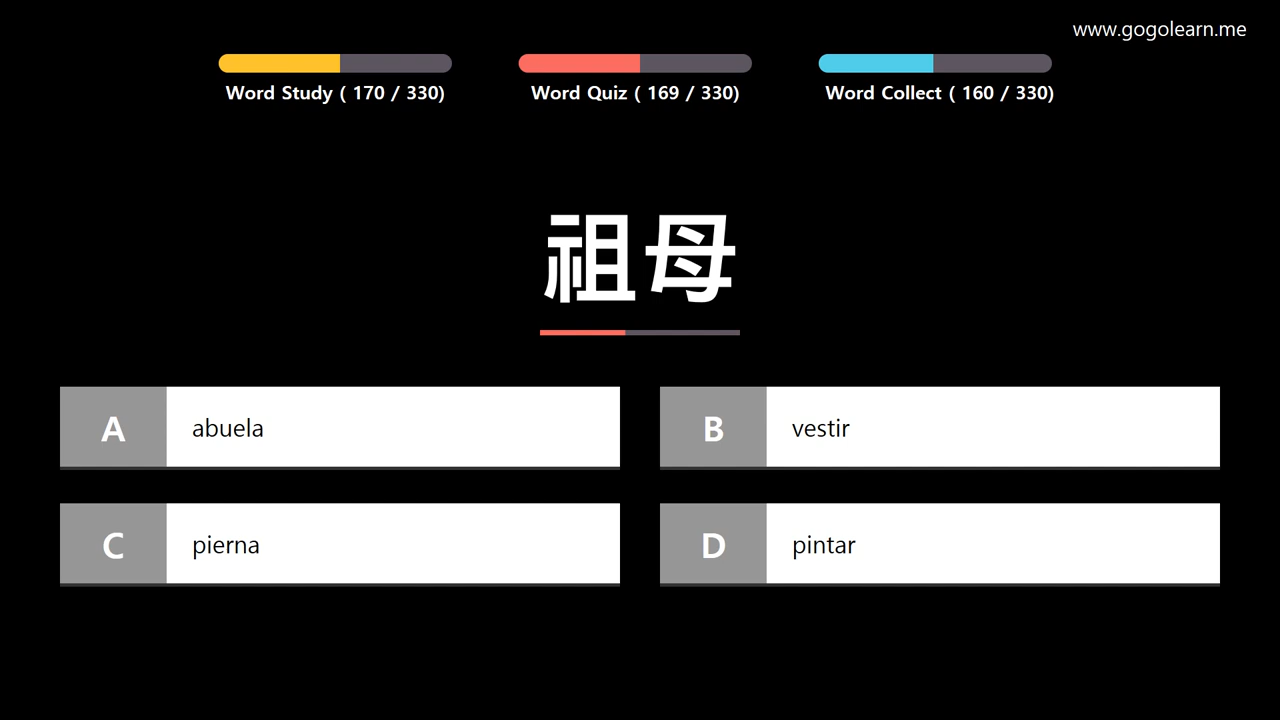 www.gogolearn.me
Word Study ( 170 / 330)
Word Quiz ( 169 / 330)
Word Collect ( 160 / 330)
祖母
A abuela
B vestir
C pierna
D pintar